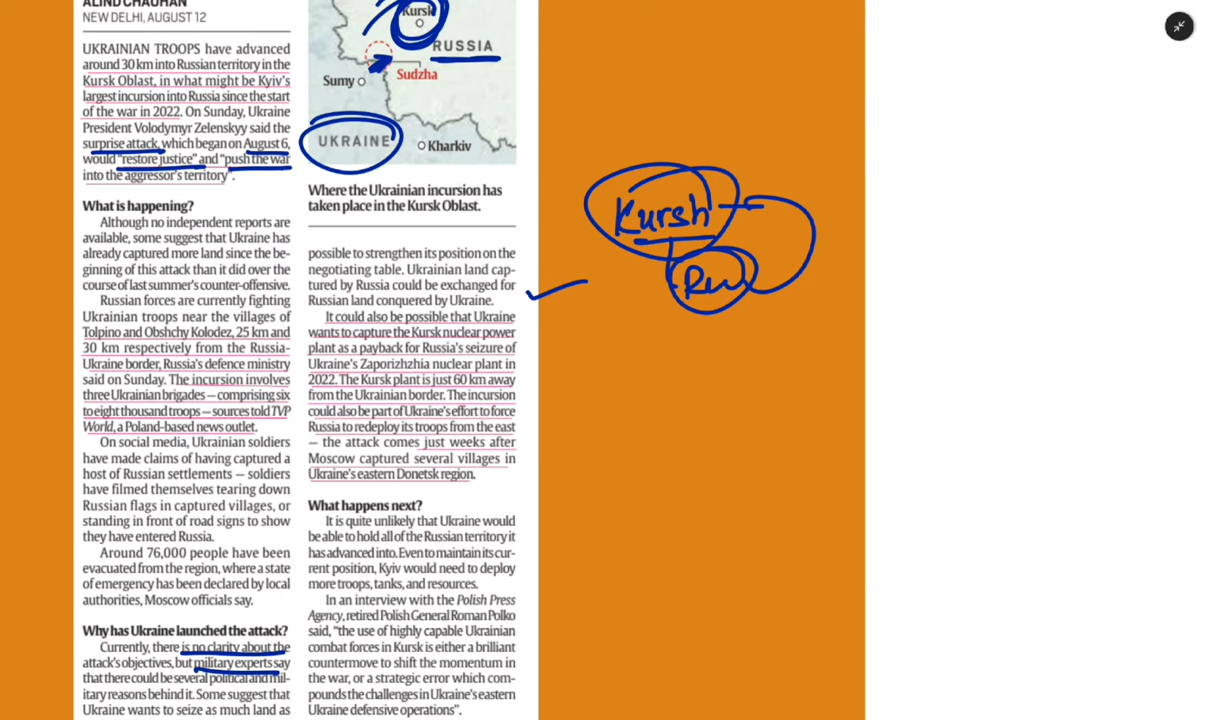 ALIND CHAUHAN
NEW DELHI, AUGUST 12
UKRAINIAN TROOPS have advanced
around 30 km into Russian territory in the
Kursk Oblast, in what might be Kyiv's
largest incursion into Russia since the start
of the war in 2022. On Sunday, Ukraine
President Volodymyr Zelenskyy said the
surprise attack, which began on August 6,
would "restore justice" and "push the war
into the aggressor's territory".
What is happening?
Although no independent reports are
available, some suggest that Ukraine has
already captured more land since the be-
ginning of this attack than it did over the
course of last summer's counter-offensive.
Russian forces are currently fighting
Ukrainian troops near the villages of
Tolpino and Obshchy Kolodez, 25 km and
30 km respectively from the Russia-
Ukraine border, Russia's defence ministry
said on Sunday. The incursion involves
three Ukrainian brigades — comprising six
to eight thousand troops — sources told TVP
World, a Poland-based news outlet.
On social media, Ukrainian soldiers
have made claims of having captured a
host of Russian settlements — soldiers
have filmed themselves tearing down
Russian flags in captured villages, or
standing in front of road signs to show
they have entered Russia.
Around 76,000 people have been
evacuated from the region, where a state
of emergency has been declared by local
authorities, Moscow officials say.
Why has Ukraine launched the attack?
Currently, there is no clarity about the
attack's objectives, but military experts say
that there could be several political and mil-
itary reasons behind it. Some suggest that
Ukraine wants to seize as much land as
Kursk
RUSSIA
Sudzha
Sumy
UKRAINE
Kharkiv
Where the Ukrainian incursion has
taken place in the Kursk Oblast.
possible to strengthen its position on the
negotiating table. Ukrainian land cap-
tured by Russia could be exchanged for
Russian land conquered by Ukraine.
It could also be possible that Ukraine
wants to capture the Kursk nuclear power
plant as a payback for Russia's seizure of
Ukraine's Zaporizhzhia nuclear plant in
2022. The Kursk plant is just 60 km away
from the Ukrainian border. The incursion
could also be part of Ukraine's effort to force
Russia to redeploy its troops from the east
— the attack comes just weeks after
Moscow captured several villages in
Ukraine's eastern Donetsk region.
What happens next?
It is quite unlikely that Ukraine would
be able to hold all of the Russian territory it
has advanced into. Even to maintain its cur-
rent position, Kyiv would need to deploy
more troops, tanks, and resources.
In an interview with the Polish Press
Agency, retired Polish General Roman Polko
said, "the use of highly capable Ukrainian
combat forces in Kursk is either a brilliant
countermove to shift the momentum in
the war, or a strategic error which com-
pounds the challenges in Ukraine's eastern
Ukraine defensive operations".
Kursh